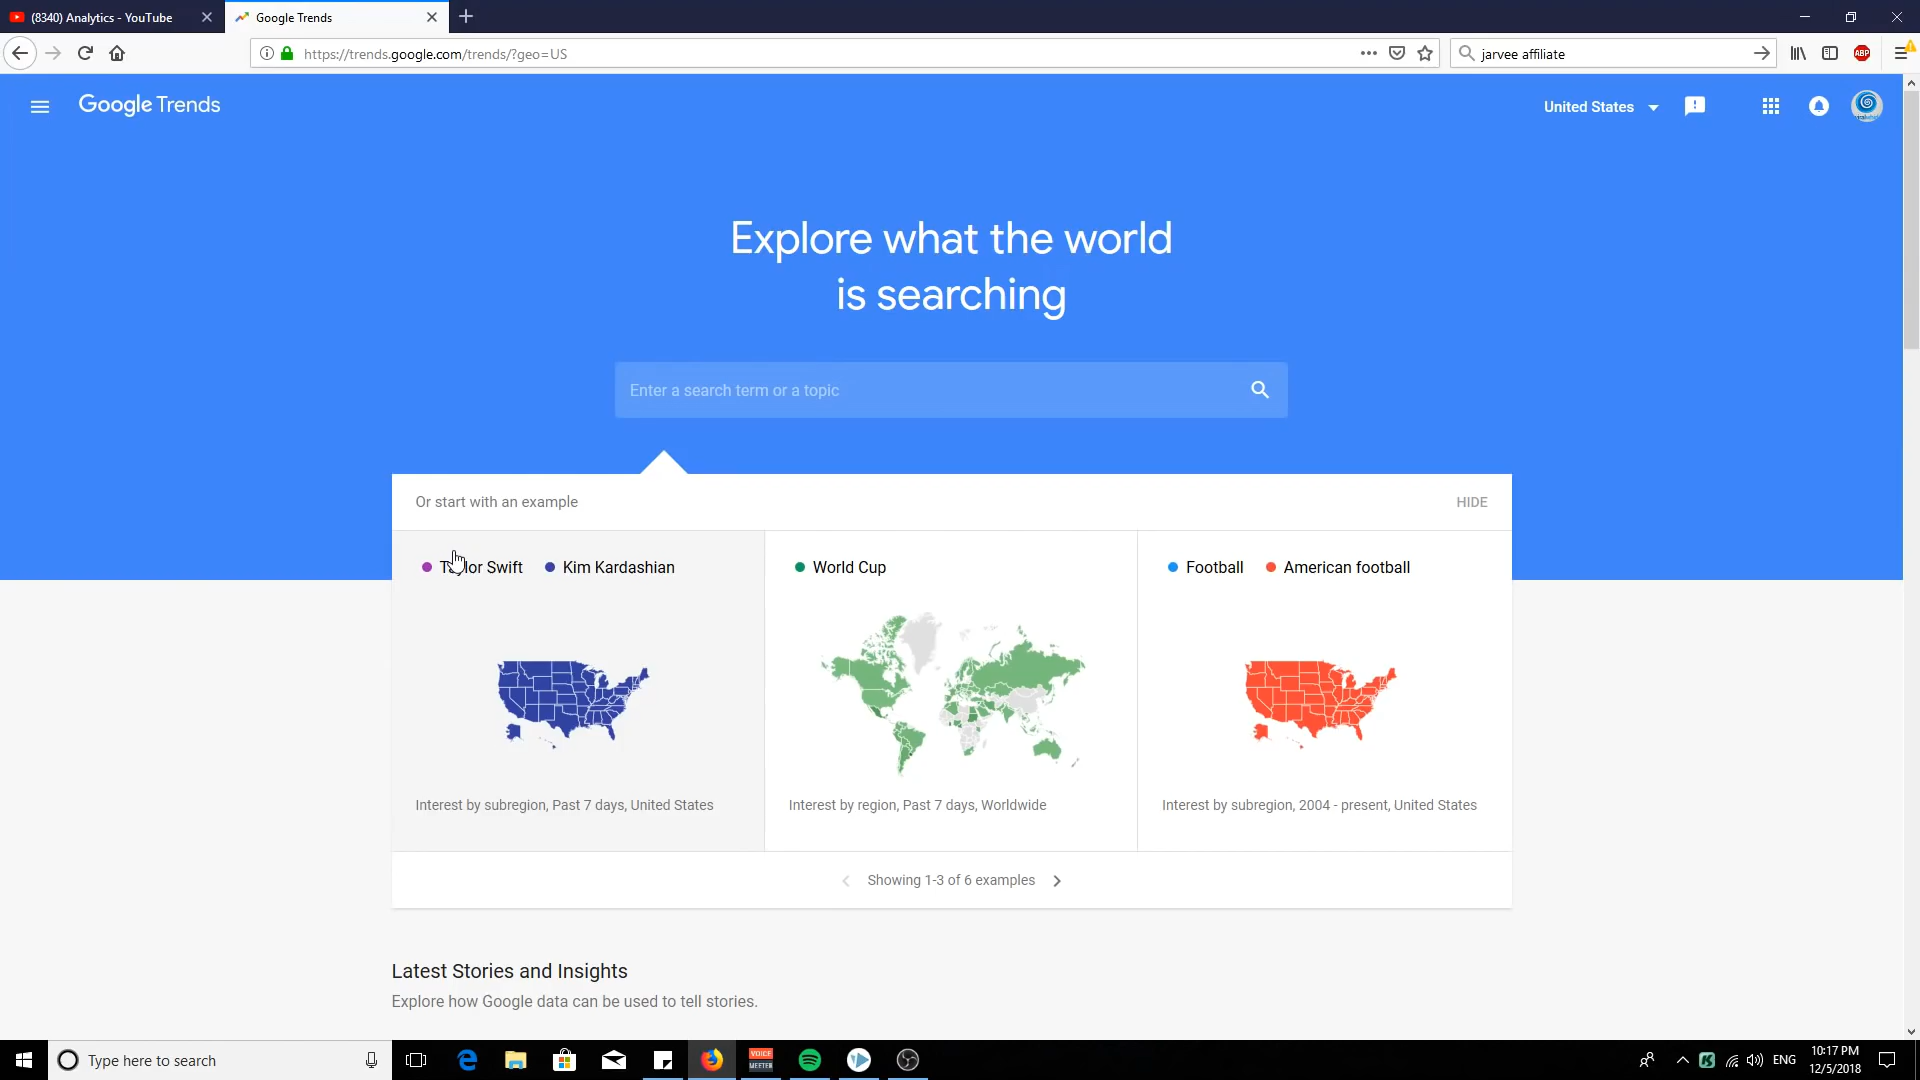 (8340) Analytics - YouTube
Google Trends
https://trends.google.com/trends/?geo=US
jarvee affiliate
ABP
Google Trends
United States
Explore what the world
is searching
Enter a search term or a topic
Or start with an example
HIDE
Taylor Swift Kim Kardashian
World Cup
Football American football
Interest by subregion, Past 7 days, United States
Interest by region, Past 7 days, Worldwide
Interest by subregion, 2004 - present, United States
Showing 1-3 of 6 examples
Latest Stories and Insights
Explore how Google data can be used to tell stories.
Type here to search
VOICE
MEETER
ENG
10:17 PM
12/5/2018